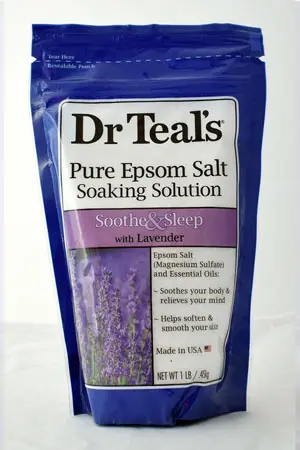 Tear Here
Resealable Pouch
Dr Teal's
Pure Epsom Salt
Soaking Solution
Soothe&Sleep
with Lavender
Epsom Salt
(Magnesium Sulfate)
and Essential Oils:
~ Soothes your body &
relieves your mind
~ Helps soften &
smooth your skin
Made in USA
NET WT 1 LB / .45g